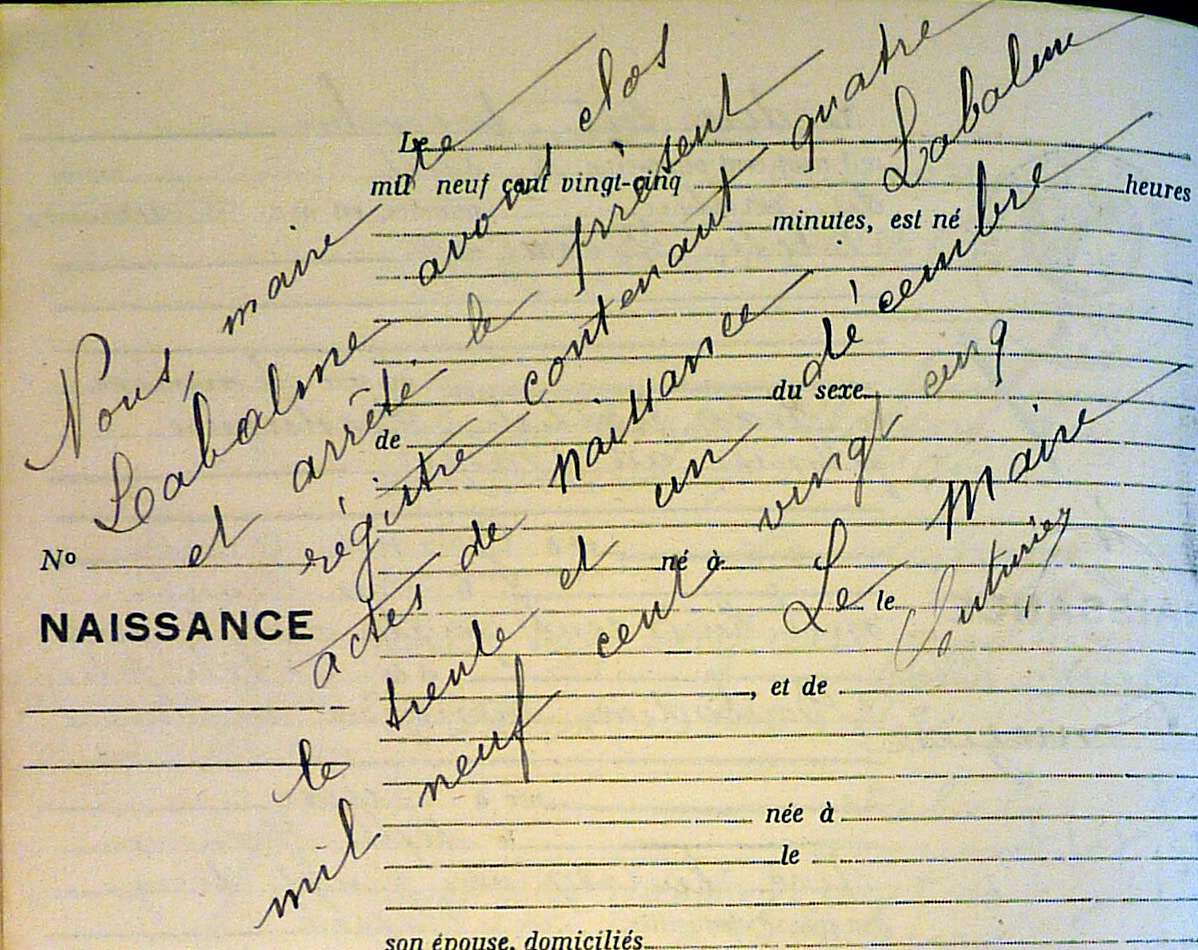 Nous, maire de
Labalme avons clos
et arrêté le présent
régistre contenant quatre
actes de naissance Labalme
le trente et un décembre
mil neuf cent vingt cinq
Le Maire
Le
mil neuf cent vingt-cinq heures
minutes, est né
du sexe
de
No
né à
le
NAISSANCE
, et de
née à
le
son épouse, domiciliés